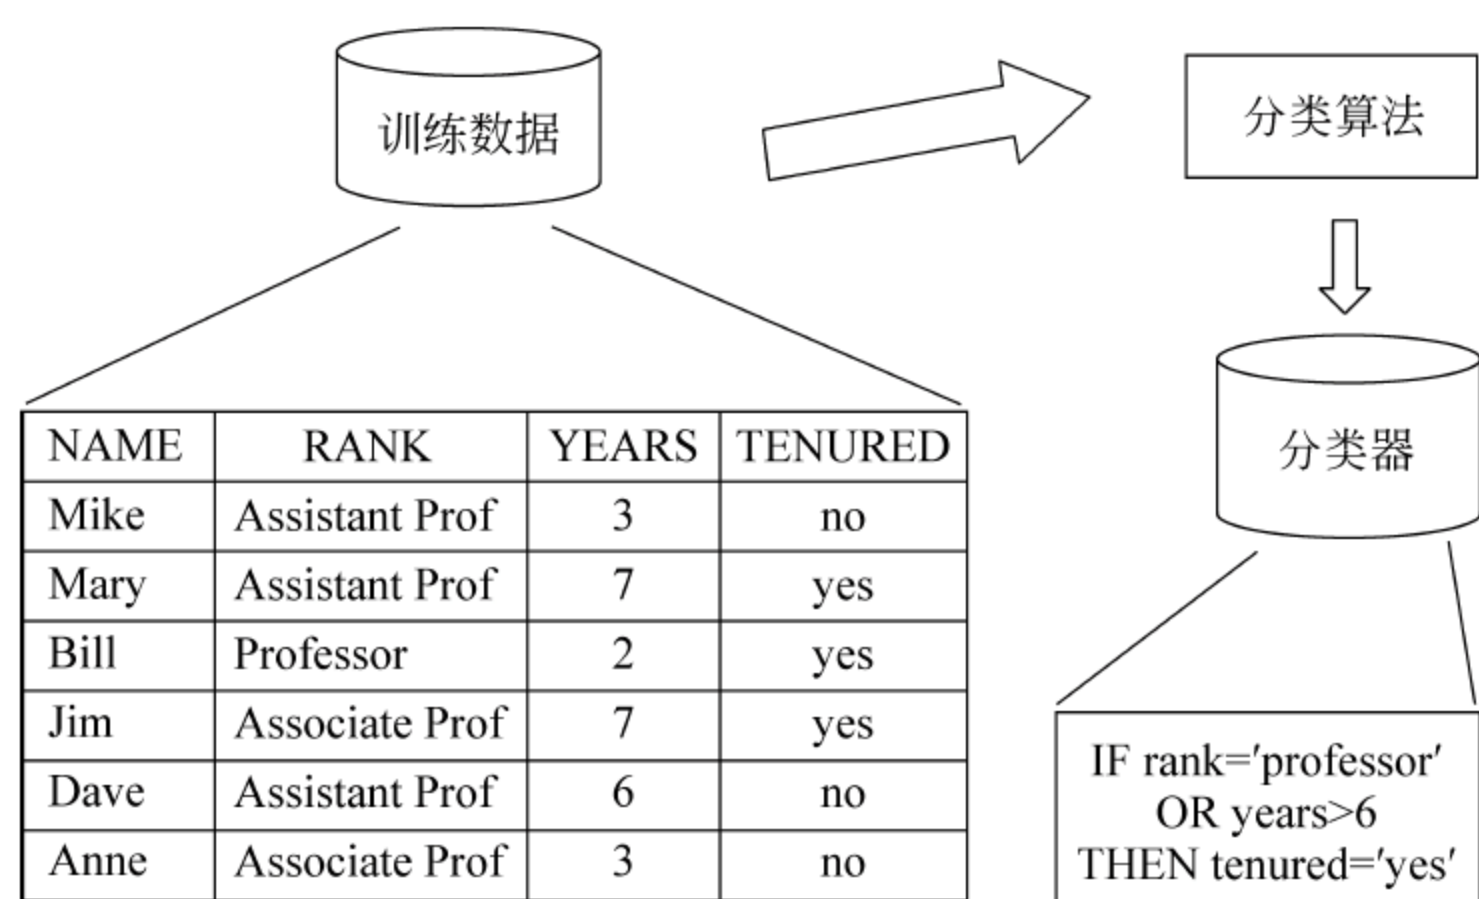 训练数据
分类算法
分类器
NAME RANK YEARS TENURED
Mike Assistant Prof 3 no
Mary Assistant Prof 7 yes
Bill Professor 2 yes
Jim Associate Prof 7 yes
Dave Assistant Prof 6 no
Anne Associate Prof 3 no
IF rank='professor'
OR years>6
THEN tenured='yes'